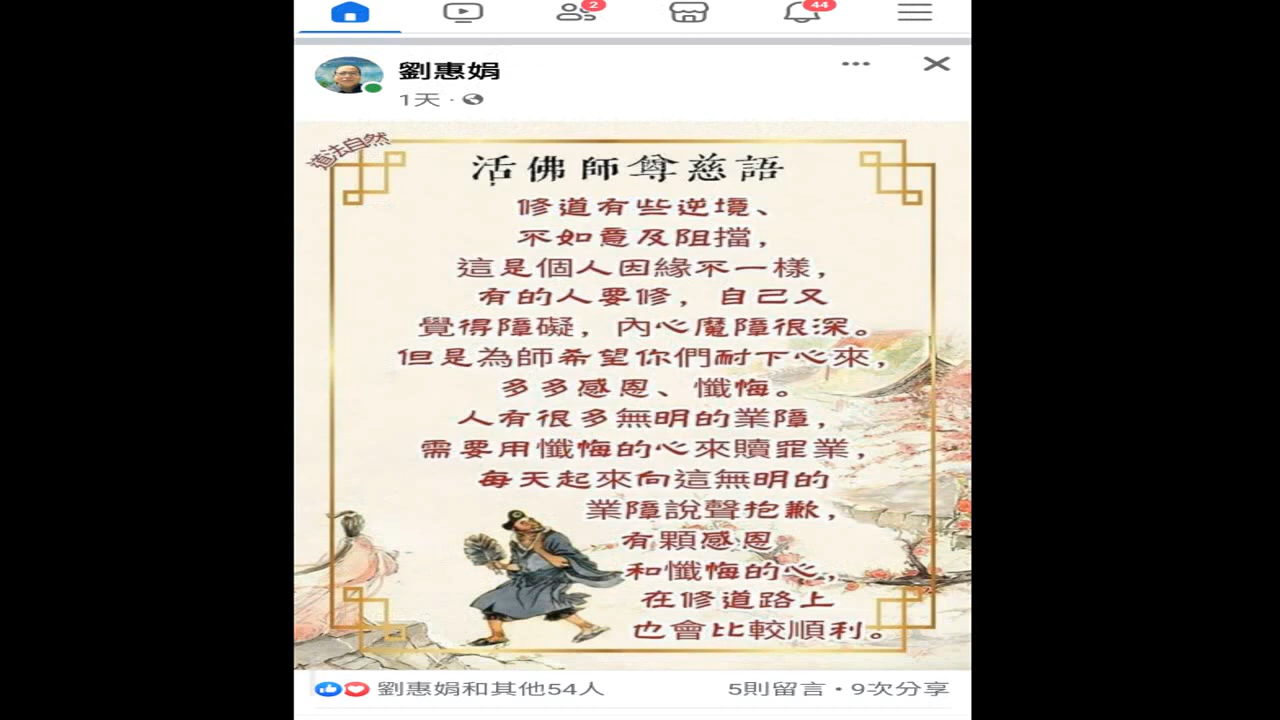 2
44
劉惠娟
1天 ·
道法自然
活佛師尊慈語
修道有些逆境、
不如意及阻擋，
這是個人因緣不一樣，
有的人要修，自己又
覺得障礙，內心魔障很深。
但是為師希望你們耐下心來，
多多感恩、懺悔。
人有很多無明的業障，
需要用懺悔的心來贖罪業，
每天起來向這無明的
業障說聲抱歉，
有顆感恩
和懺悔的心，
在修道路上
也會比較順利。
劉惠娟和其他54人
5則留言 • 9次分享